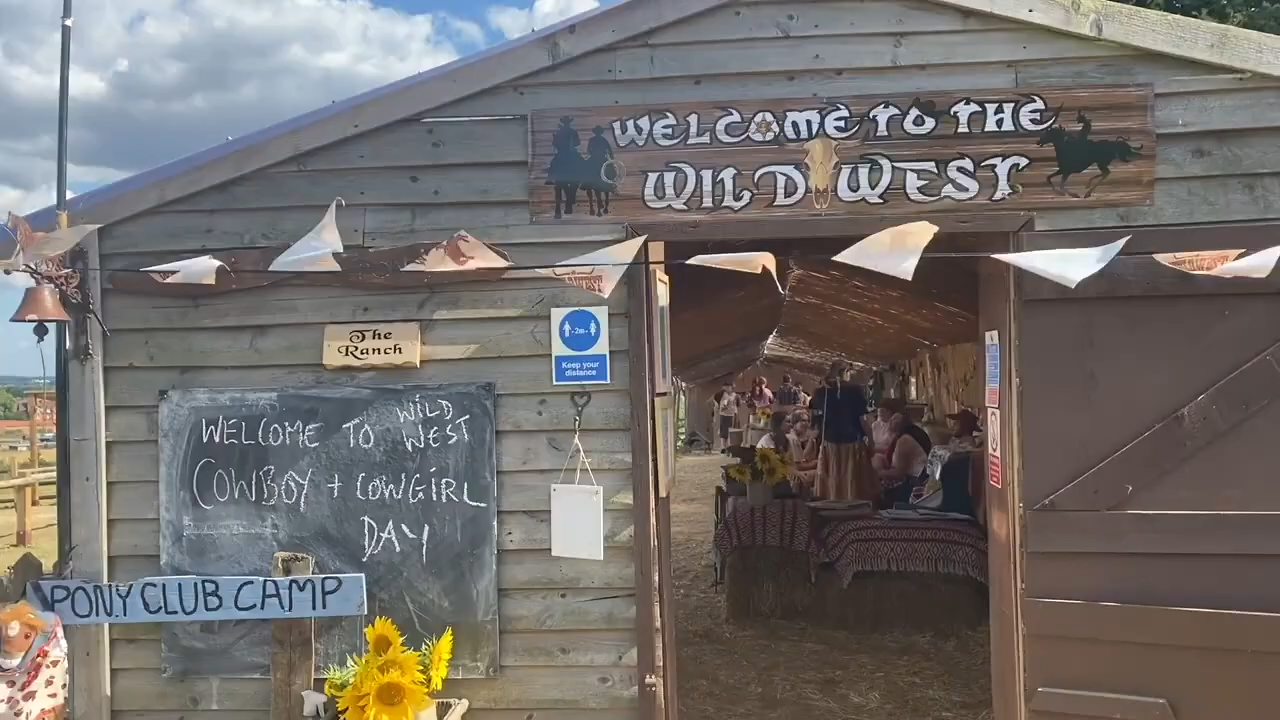 WELCOME TO THE
WILD WEST
The
Ranch
2m
Keep your
distance
WELCOME TO WILD WEST
COWBOY + COWGIRL
DAY
PONY CLUB CAMP